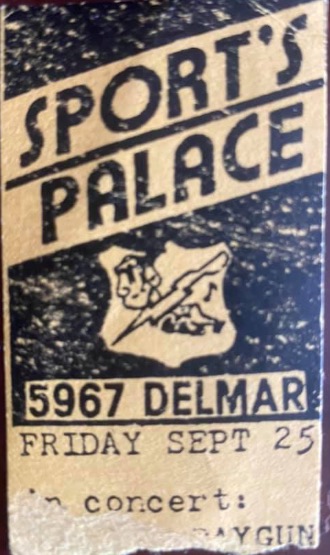 SPORT'S
PALACE
5967 DELMAR
FRIDAY SEPT 25
in concert:
RAYGUN